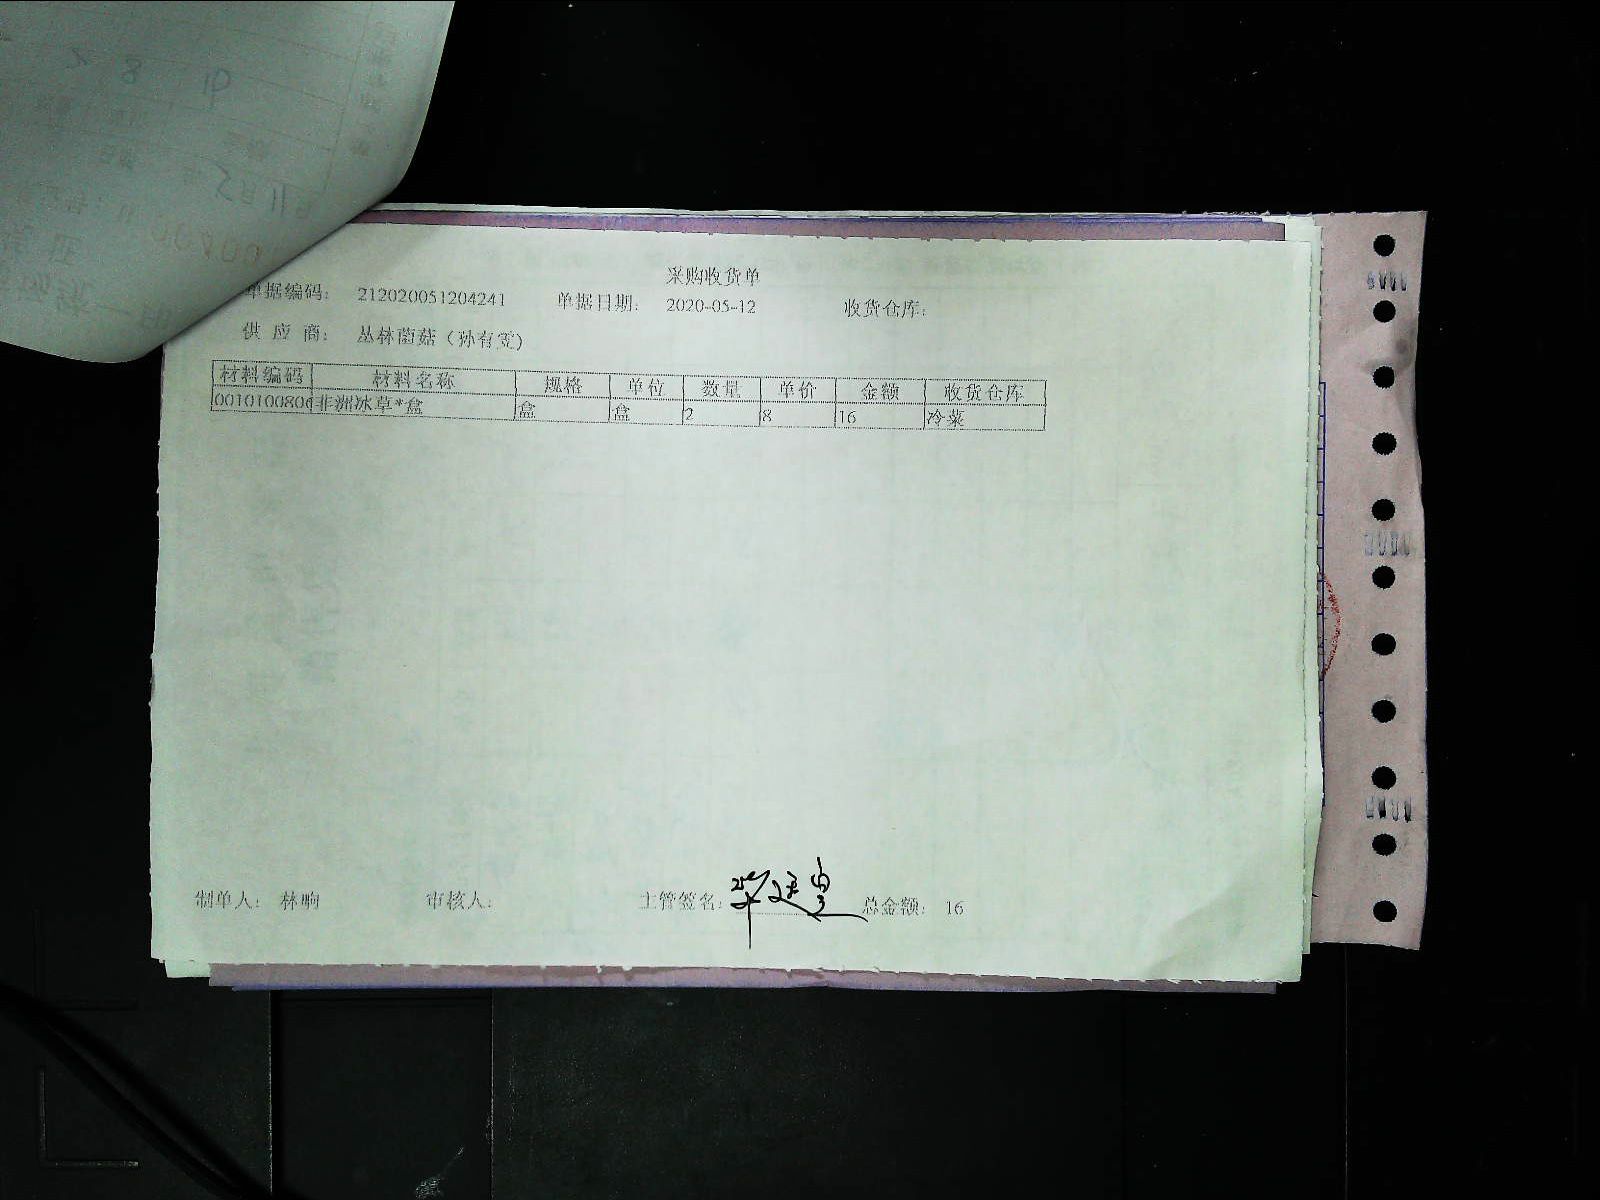 采购收货单
单据编码: 212020051204241 单据日期: 2020-05-12 收货仓库:
供应商: 丛林菌菇(孙有雯)
材料编码 材料名称 规格 单位 数量 单价 金额 收货仓库
0010100806 非洲冰草*盒 盒 盒 2 8 16 冷菜
制单人: 林昫 审核人: 主管签名: 总金额: 16